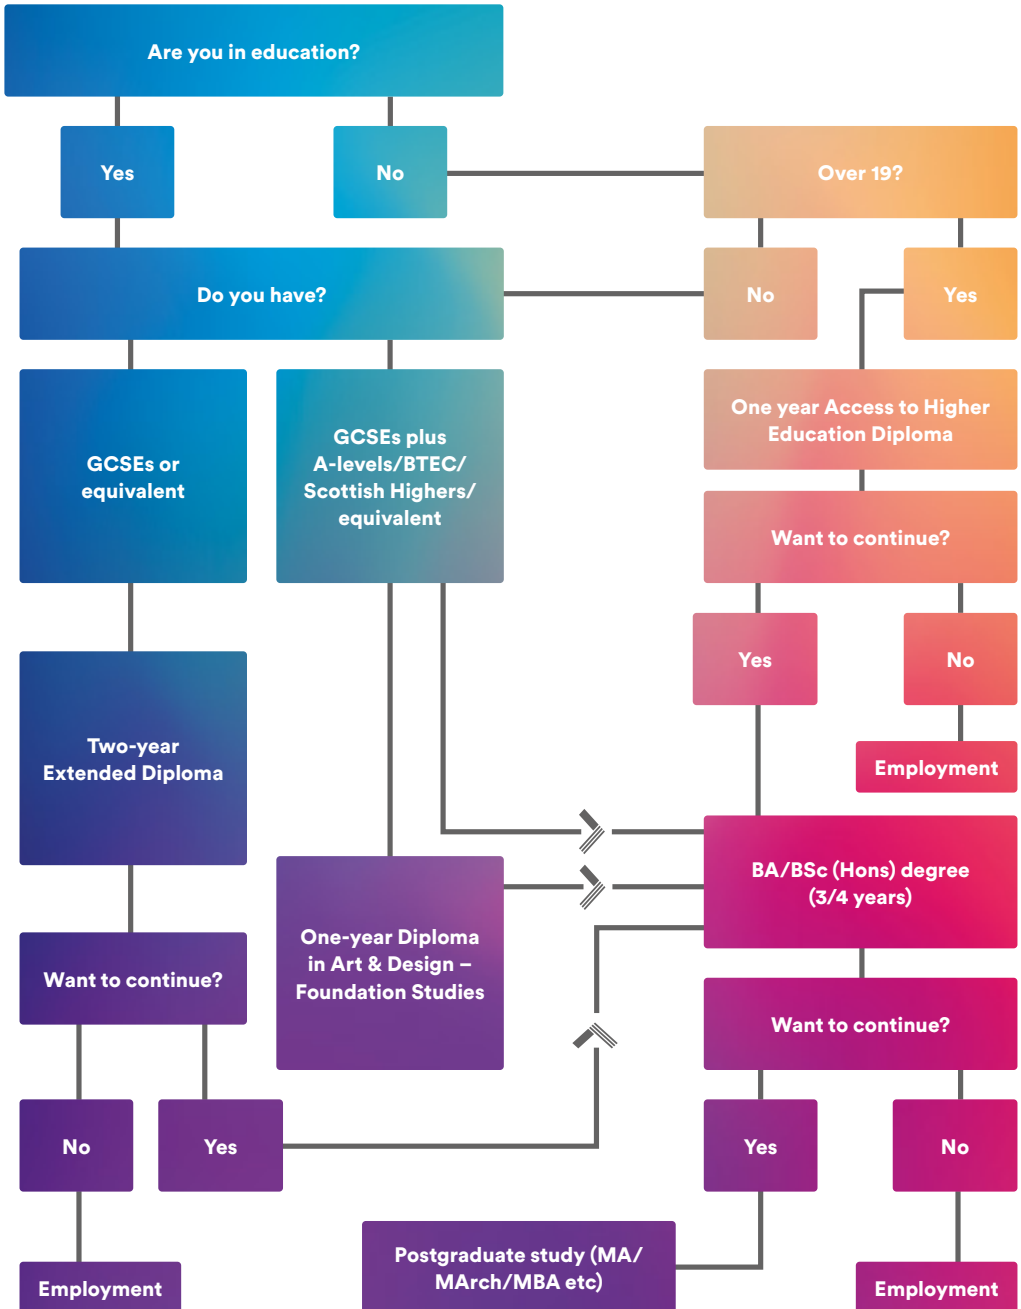 Are you in education?
Yes
No
Over 19?
Do you have?
No
Yes
GCSEs or
equivalent
GCSEs plus
A-levels/BTEC/
Scottish Highers/
equivalent
One year Access to Higher
Education Diploma
Want to continue?
Yes
No
Two-year
Extended Diploma
Employment
BA/BSc (Hons) degree
(3/4 years)
One-year Diploma
in Art & Design –
Foundation Studies
Want to continue?
Want to continue?
No
Yes
Yes
No
Postgraduate study (MA/
MArch/MBA etc)
Employment
Employment